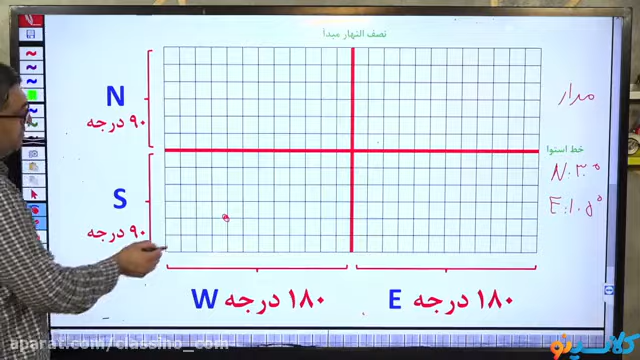 نصف النهار مبدا
N
۹۰ درجه
مدار
خط استوا
N: ۳۰°
E: ۱۰۵°
S
۹۰ درجه
W ۱۸۰ درجه
E ۱۸۰ درجه
aparat.com/classino_com
کلاسینو